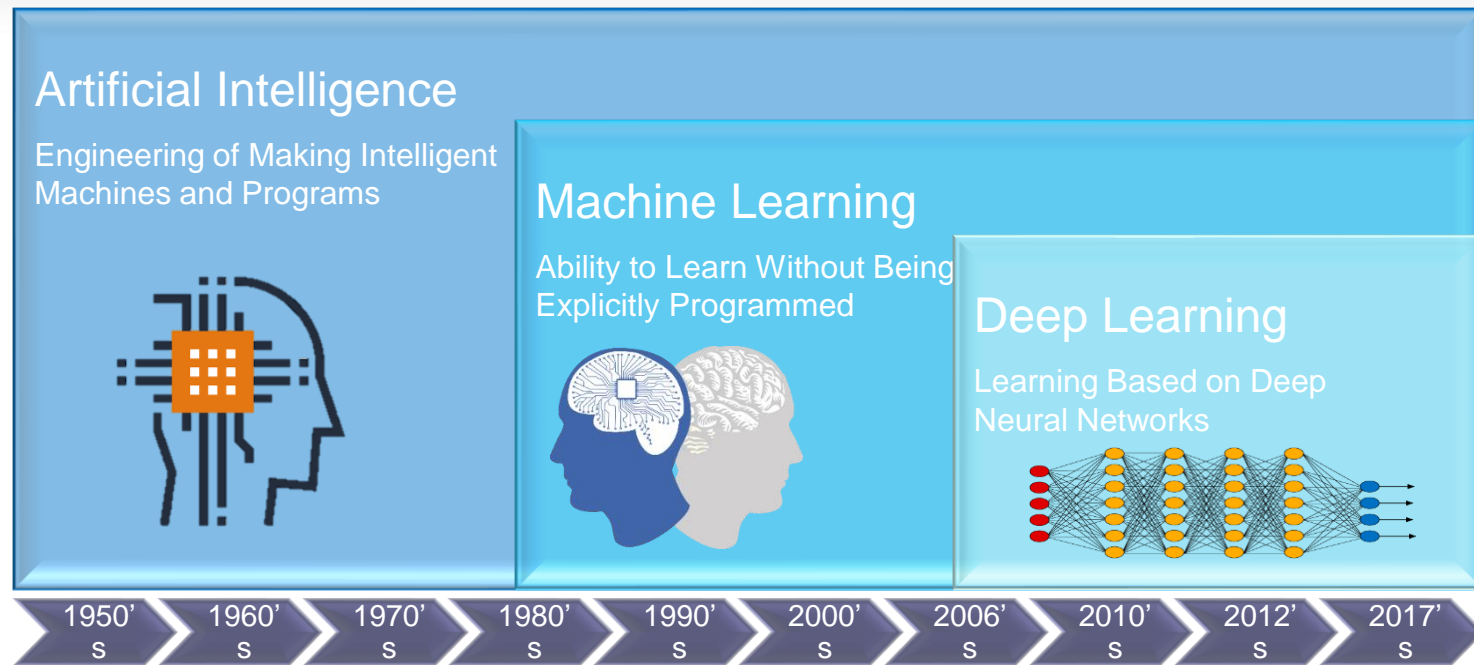 Artificial Intelligence
Engineering of Making Intelligent
Machines and Programs
Machine Learning
Ability to Learn Without Being
Explicitly Programmed
Deep Learning
Learning Based on Deep
Neural Networks
1950’
s
1960’
s
1970’
s
1980’
s
1990’
s
2000’
s
2006’
s
2010’
s
2012’
s
2017’
s